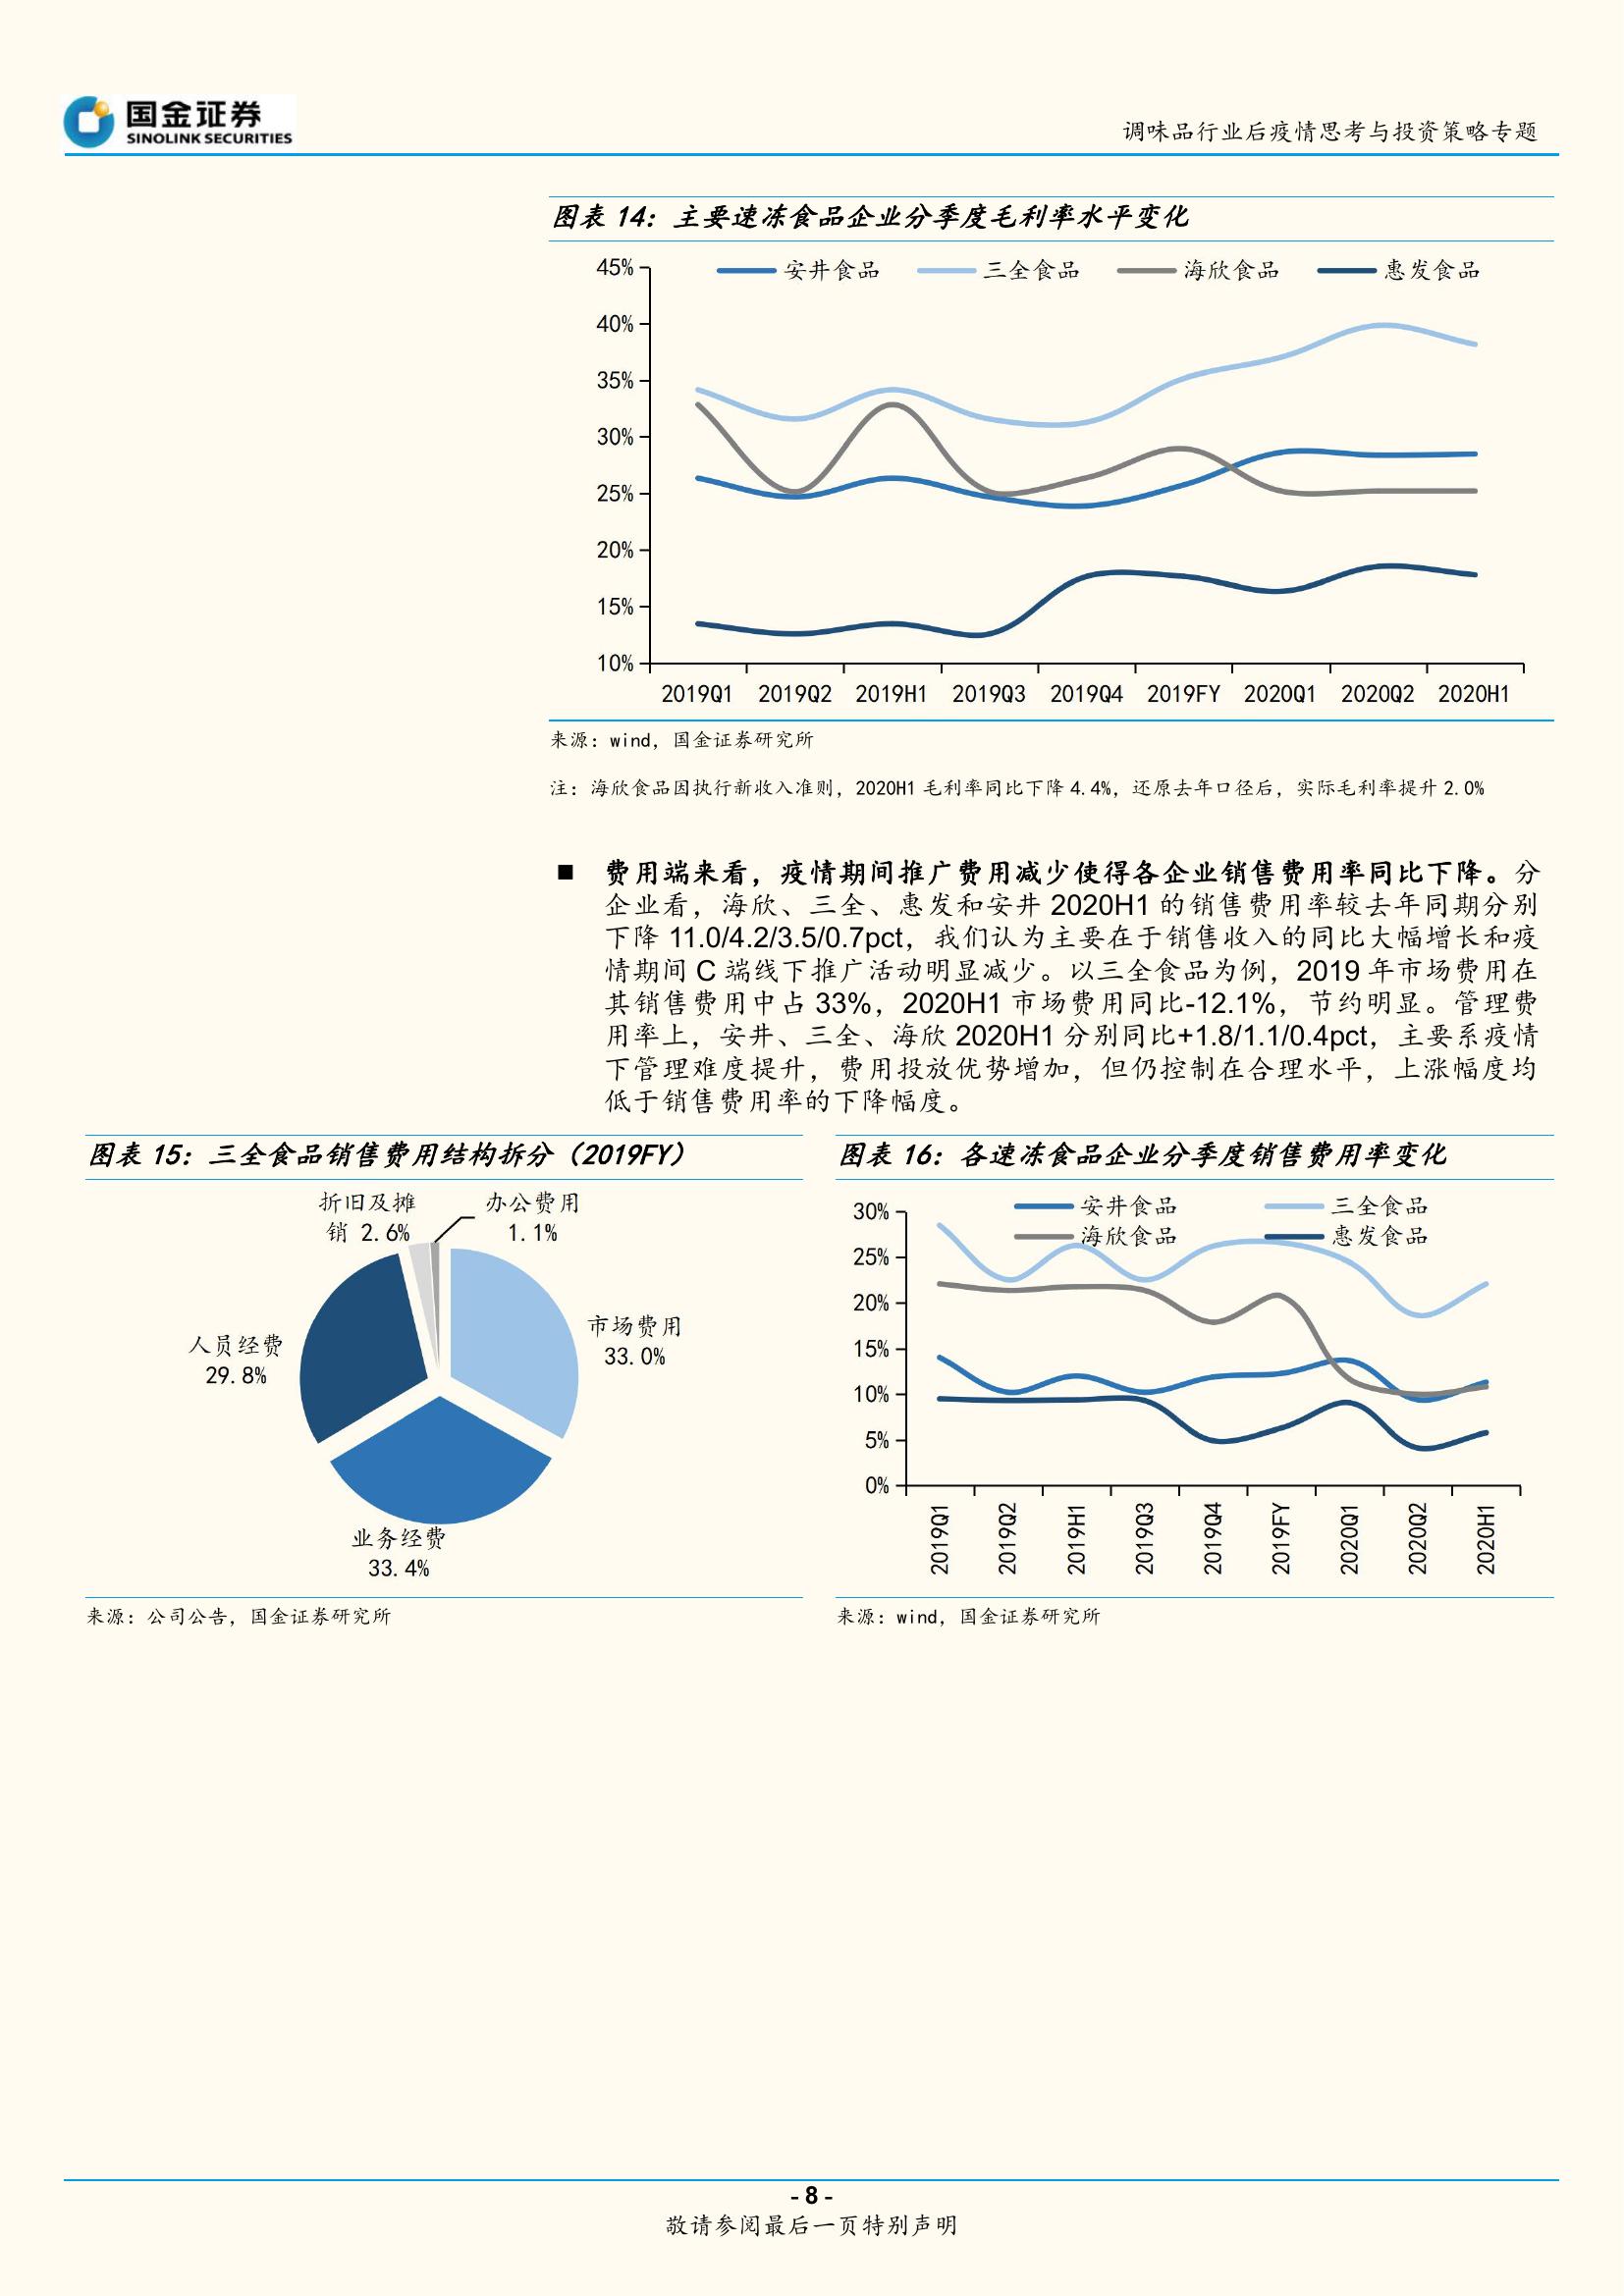 国金证券
SINOLINK SECURITIES
调味品行业后疫情思考与投资策略专题
图表 14：主要速冻食品企业分季度毛利率水平变化
安井食品 三全食品 海欣食品 惠发食品
45%
40%
35%
30%
25%
20%
15%
10%
2019Q1 2019Q2 2019H1 2019Q3 2019Q4 2019FY 2020Q1 2020Q2 2020H1
来源：wind，国金证券研究所
注：海欣食品因执行新收入准则，2020H1 毛利率同比下降 4.4%，还原去年口径后，实际毛利率提升 2.0%
■ 费用端来看，疫情期间推广费用减少使得各企业销售费用率同比下降。分
企业看，海欣、三全、惠发和安井 2020H1 的销售费用率较去年同期分别
下降 11.0/4.2/3.5/0.7pct，我们认为主要在于销售收入的同比大幅增长和疫
情期间 C 端线下推广活动明显减少。以三全食品为例，2019 年市场费用在
其销售费用中占 33%，2020H1 市场费用同比-12.1%，节约明显。管理费
用率上，安井、三全、海欣 2020H1 分别同比+1.8/1.1/0.4pct，主要系疫情
下管理难度提升，费用投放优势增加，但仍控制在合理水平，上涨幅度均
低于销售费用率的下降幅度。
图表 15：三全食品销售费用结构拆分（2019FY）
折旧及摊
销 2.6%
办公费用
1.1%
市场费用
33.0%
人员经费
29.8%
业务经费
33.4%
来源：公司公告，国金证券研究所
图表 16：各速冻食品企业分季度销售费用率变化
安井食品 三全食品
海欣食品 惠发食品
30%
25%
20%
15%
10%
5%
0%
2019Q1 2019Q2 2019H1 2019Q3 2019Q4 2019FY 2020Q1 2020Q2 2020H1
来源：wind，国金证券研究所
- 8 -
敬请参阅最后一页特别声明